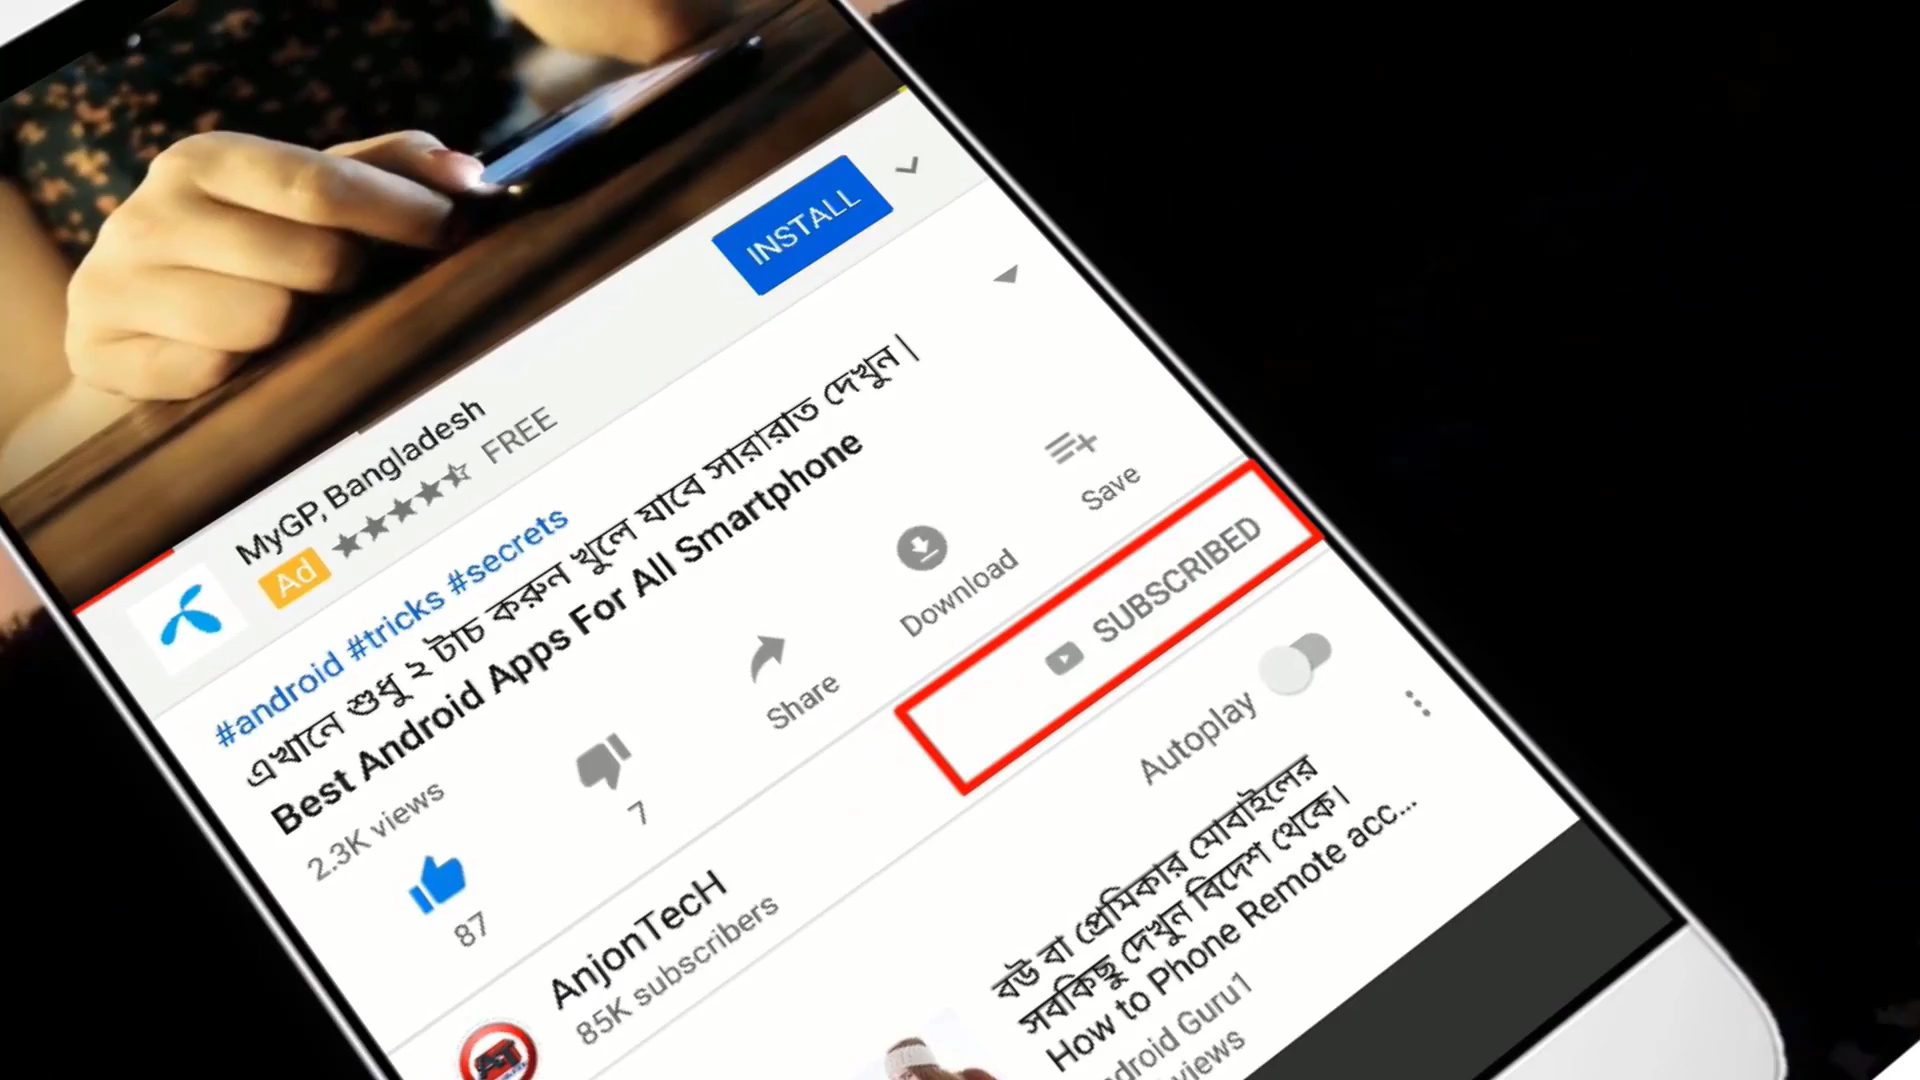 INSTALL
MyGP, Bangladesh
Ad FREE
#android #tricks #secrets
এখানে শুধু ২ টাচ করুন খুলে যাবে সারারাত দেখুন |
Best Android Apps For All Smartphone
2.3K views
87
7
Share
Download
Save
AnjonTecH
85K subscribers
SUBSCRIBED
Autoplay
বউ বা প্রেমিকার মোবাইলের
সবকিছু দেখুন বিদেশ থেকে।
How to Phone Remote acc...
Guru1
views